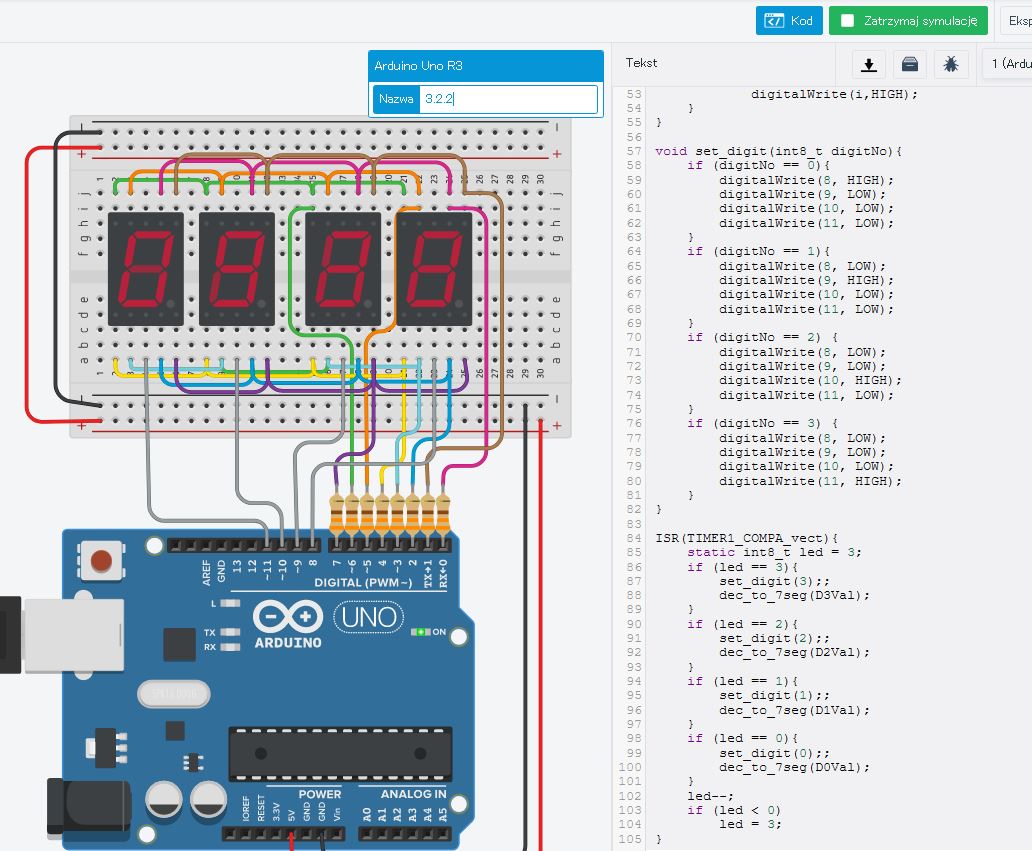 Kod
Zatrzymaj symulację
Eksp
Arduino Uno R3
Nazwa 3.2.2
Tekst
1 (Ardu
53 digitalWrite(i,HIGH);
54 }
55 }
56
57 void set_digit(int8_t digitNo){
58 if (digitNo == 0){
59 digitalWrite(8, HIGH);
60 digitalWrite(9, LOW);
61 digitalWrite(10, LOW);
62 digitalWrite(11, LOW);
63 }
64 if (digitNo == 1){
65 digitalWrite(8, LOW);
66 digitalWrite(9, HIGH);
67 digitalWrite(10, LOW);
68 digitalWrite(11, LOW);
69 }
70 if (digitNo == 2) {
71 digitalWrite(8, LOW);
72 digitalWrite(9, LOW);
73 digitalWrite(10, HIGH);
74 digitalWrite(11, LOW);
75 }
76 if (digitNo == 3) {
77 digitalWrite(8, LOW);
78 digitalWrite(9, LOW);
79 digitalWrite(10, LOW);
80 digitalWrite(11, HIGH);
81 }
82 }
83
84 ISR(TIMER1_COMPA_vect){
85 static int8_t led = 3;
86 if (led == 3){
87 set_digit(3);;
88 dec_to_7seg(D3Val);
89 }
90 if (led == 2){
91 set_digit(2);;
92 dec_to_7seg(D2Val);
93 }
94 if (led == 1){
95 set_digit(1);;
96 dec_to_7seg(D1Val);
97 }
98 if (led == 0){
99 set_digit(0);;
100 dec_to_7seg(D0Val);
101 }
102 led--;
103 if (led < 0)
104 led = 3;
105 }
8 8 8 8
j
i
h
g
f
e
d
c
b
a
26 27 28 29 30
AREF
GND
13
12
~11
~10
~9
8
7
~6
~5
4
~3
2
TX→1
RX←0
DIGITAL (PWM~)
L
TX
RX
UNO
ARDUINO
ON
POWER
ANALOG IN
IOREF
RESET
3.3V
5V
GND
GND
Vin
A0
A1
A2
A3
A4
A5